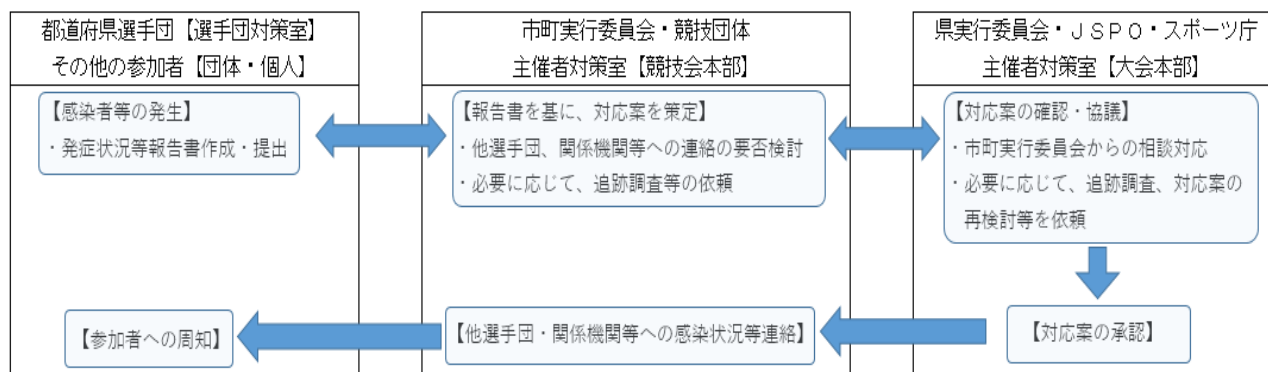 都道府県選手団【選手団対策室】
その他の参加者【団体・個人】
【感染者等の発生】
・発症状況等報告書作成・提出
【参加者への周知】
市町実行委員会・競技団体
主催者対策室【競技会本部】
【報告書を基に、対応案を策定】
・他選手団、関係機関等への連絡の要否検討
・必要に応じて、追跡調査等の依頼
【他選手団・関係機関等への感染状況等連絡】
県実行委員会・ＪＳＰＯ・スポーツ庁
主催者対策室【大会本部】
【対応案の確認・協議】
・市町実行委員会からの相談対応
・必要に応じて、追跡調査、対応案の
再検討等を依頼
【対応案の承認】